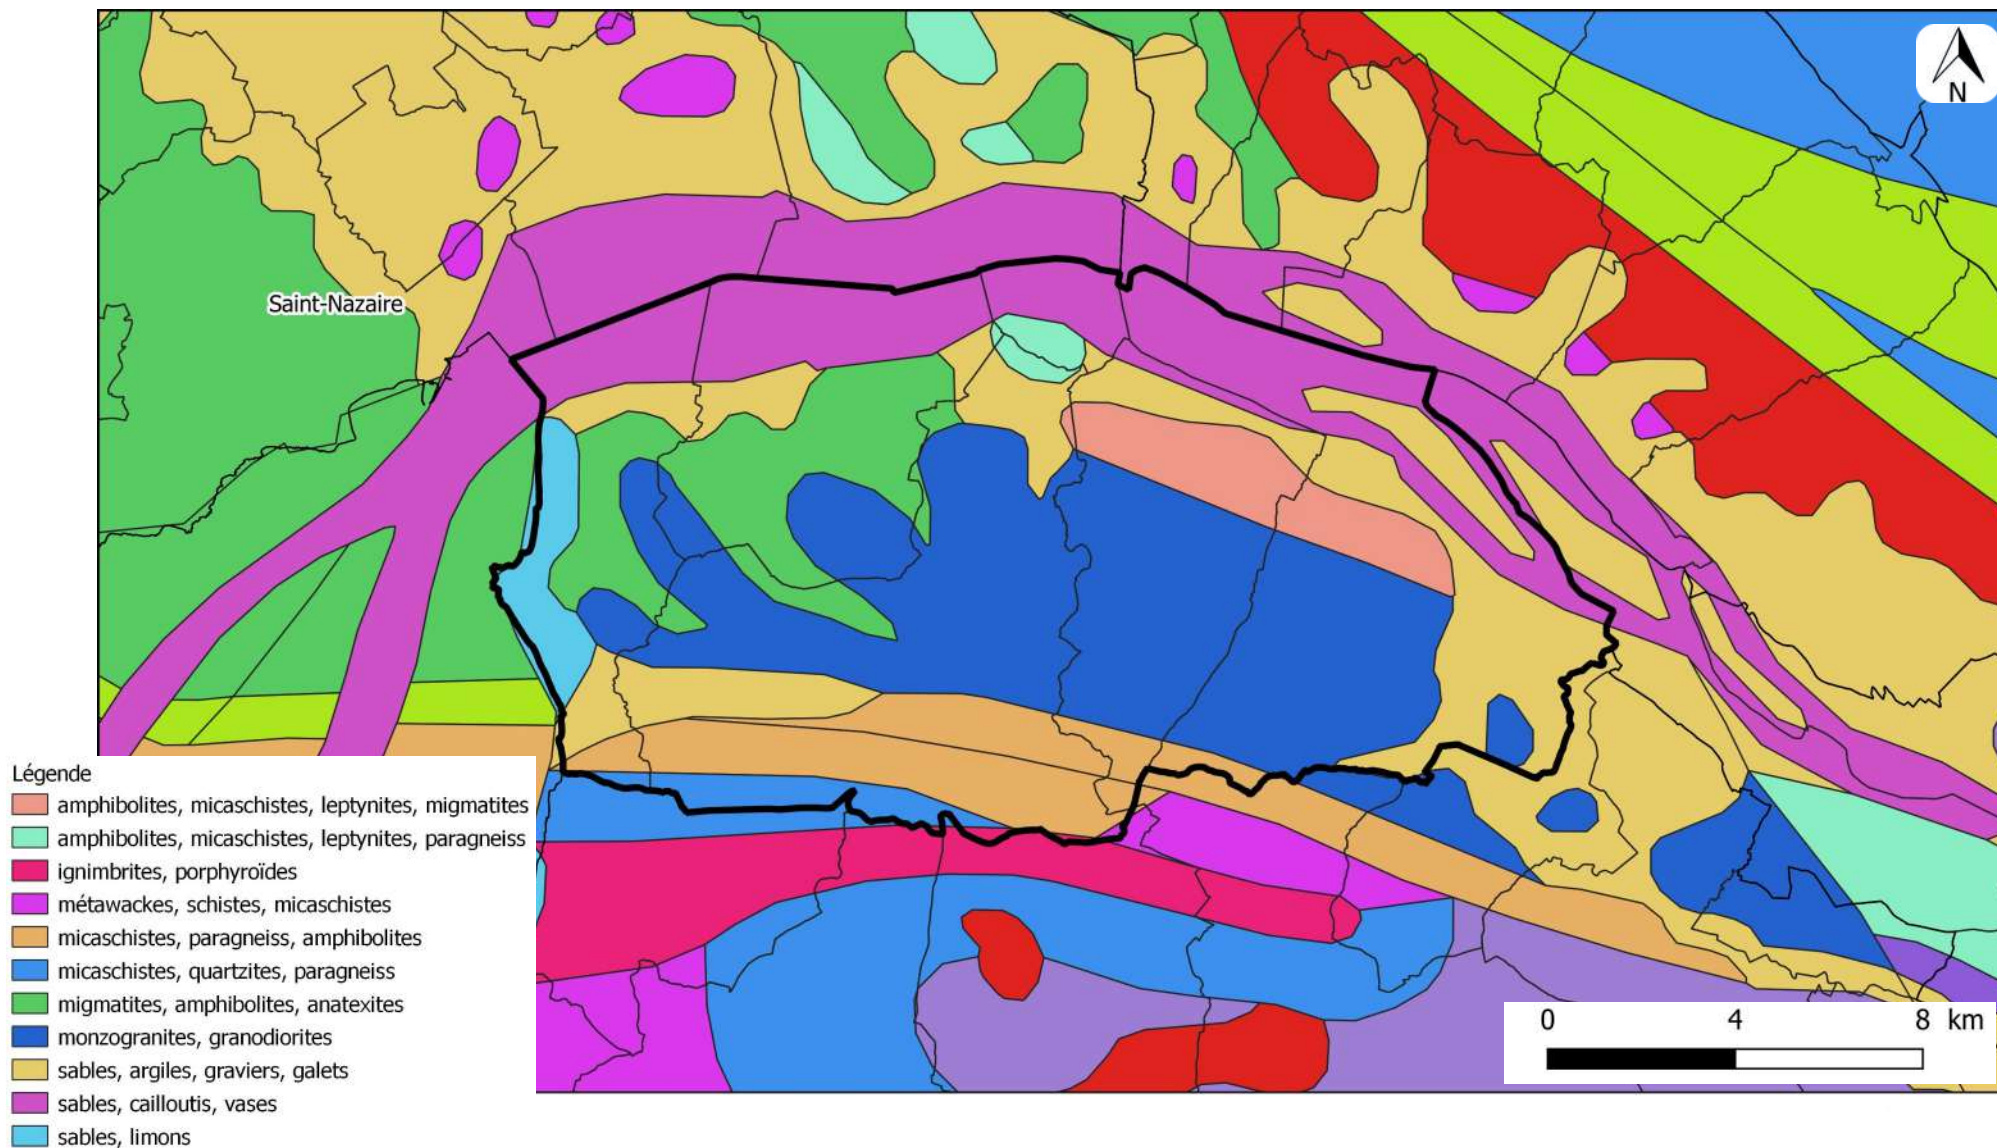 N
Saint-Nazaire
Légende
amphibolites, micaschistes, leptynites, migmatites
amphibolites, micaschistes, leptynites, paragneiss
ignimbrites, porphyroïdes
métawackes, schistes, micaschistes
micaschistes, paragneiss, amphibolites
micaschistes, quartzites, paragneiss
migmatites, amphibolites, anatexites
monzogranites, granodiorites
sables, argiles, graviers, galets
sables, cailloutis, vases
sables, limons
0 4 8 km